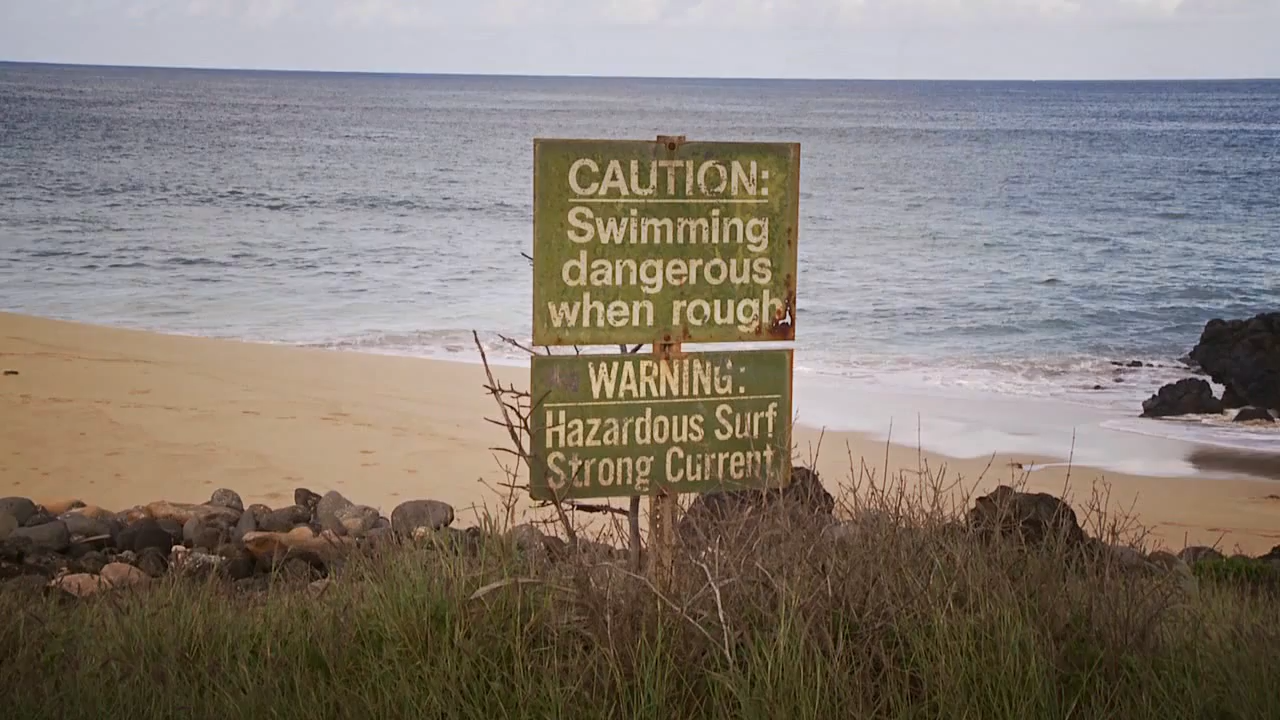 CAUTION:
Swimming
dangerous
when rough
WARNING:
Hazardous Surf
Strong Current